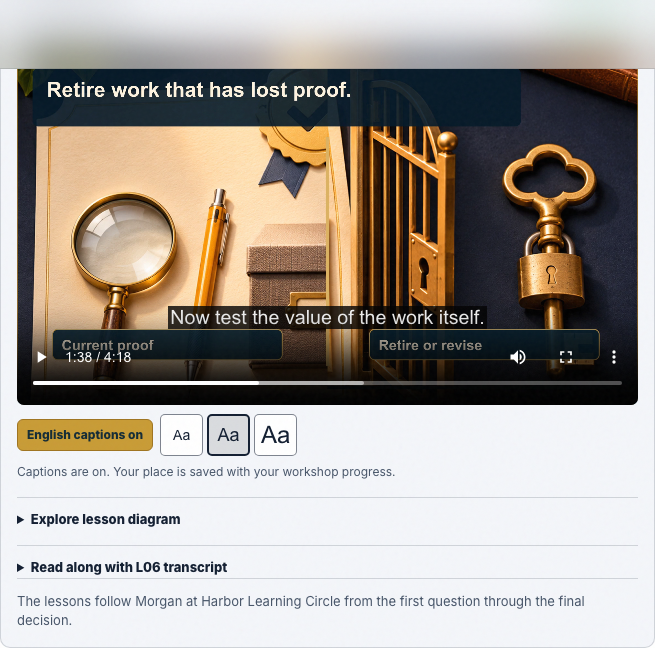 Retire work that has lost proof.
Now test the value of the work itself.
Current proof
Retire or revise
1:38 / 4:18
English captions on
Aa
Aa
Aa
Captions are on. Your place is saved with your workshop progress.
Explore lesson diagram
Read along with L06 transcript
The lessons follow Morgan at Harbor Learning Circle from the first question through the final
decision.